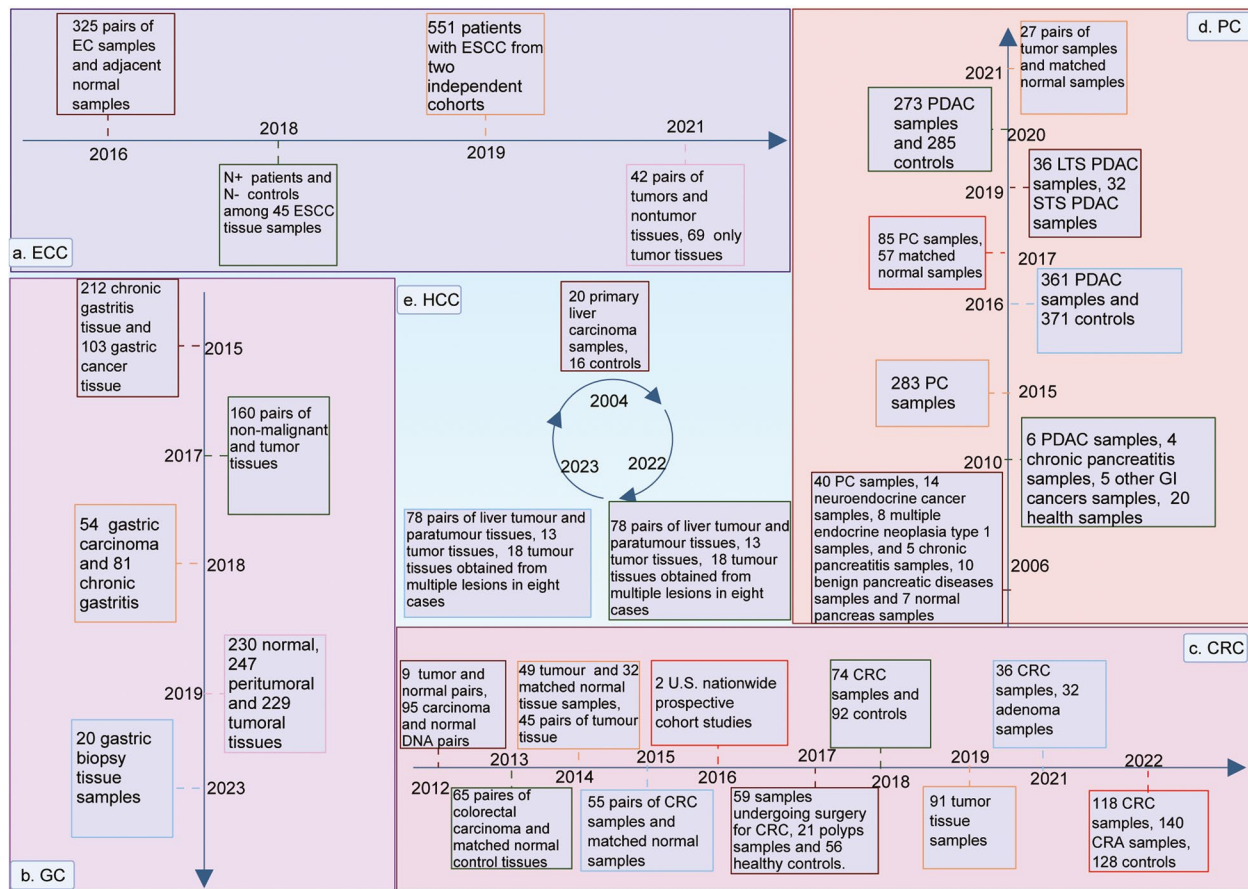 325 pairs of
EC samples
and adjacent
normal
samples
2016
2018
N+ patients and
N- controls
among 45 ESCC
tissue samples
551 patients
with ESCC from
two
independent
cohorts
2019
2021
42 pairs of
tumors and
nontumor
tissues, 69 only
tumor tissues
a. ECC
d. PC
27 pairs of
tumor samples
and matched
normal samples
2021
273 PDAC
samples
and 285
controls
2020
2019
36 LTS PDAC
samples, 32
STS PDAC
samples
85 PC samples,
57 matched
normal samples
2017
2016
361 PDAC
samples and
371 controls
283 PC
samples
2015
2010
6 PDAC samples, 4
chronic pancreatitis
samples, 5 other GI
cancers samples, 20
health samples
40 PC samples, 14
neuroendocrine cancer
samples, 8 multiple
endocrine neoplasia type 1
samples, and 5 chronic
pancreatitis samples, 10
benign pancreatic diseases
samples and 7 normal
pancreas samples
2006
212 chronic
gastritis
tissue and
103 gastric
cancer
tissue
2015
160 pairs of
non-malignant
and tumor
tissues
2017
54 gastric
carcinoma
and 81
chronic
gastritis
2018
230 normal,
247
peritumoral
and 229
tumoral
tissues
2019
20 gastric
biopsy
tissue
samples
2023
b. GC
e. HCC
20 primary
liver
carcinoma
samples,
16 controls
2004
2023
2022
78 pairs of liver tumour and
paratumour tissues, 13
tumor tissues, 18 tumour
tissues obtained from
multiple lesions in eight
cases
78 pairs of liver tumour and
paratumour tissues, 13
tumor tissues, 18 tumour
tissues obtained from
multiple lesions in eight
cases
c. CRC
9 tumor and
normal pairs,
95 carcinoma
and normal
DNA pairs
2012
2013
65 paires of
colorectal
carcinoma and
matched normal
control tissues
49 tumour and 32
matched normal
tissue samples,
45 pairs of tumour
tissue
2014
2015
55 pairs of CRC
samples and
matched normal
samples
2 U.S. nationwide
prospective
cohort studies
2016
2017
59 samples
undergoing surgery
for CRC, 21 polyps
samples and 56
healthy controls.
74 CRC
samples and
92 controls
2018
2019
91 tumor
tissue
samples
36 CRC
samples, 32
adenoma
samples
2021
2022
118 CRC
samples, 140
CRA samples,
128 controls